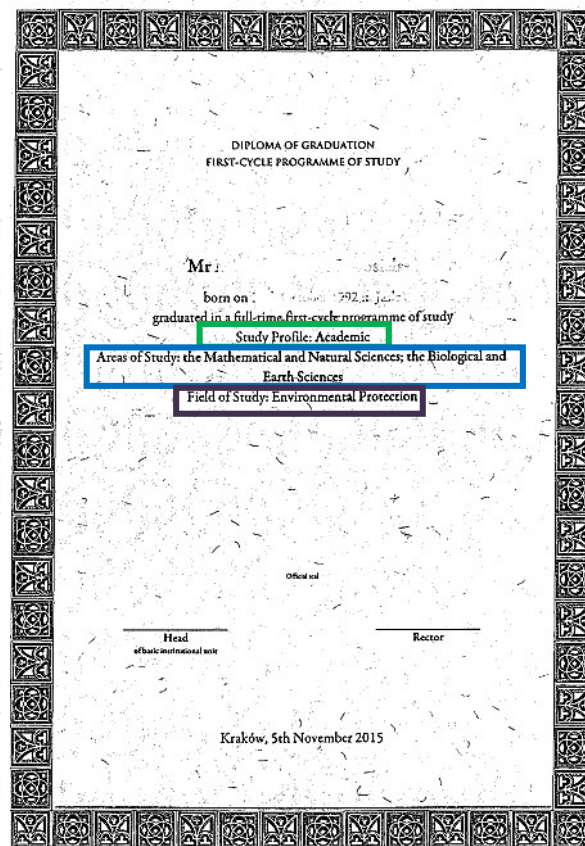 DIPLOMA OF GRADUATION
FIRST-CYCLE PROGRAMME OF STUDY
Mr
born on 1992
graduated in a full-time first-cycle programme of study
Study Profile: Academic
Areas of Study: the Mathematical and Natural Sciences; the Biological and
Earth Sciences
Field of Study: Environmental Protection
Official seal
Head
of basic institutional unit
Rector
Kraków, 5th November 2015